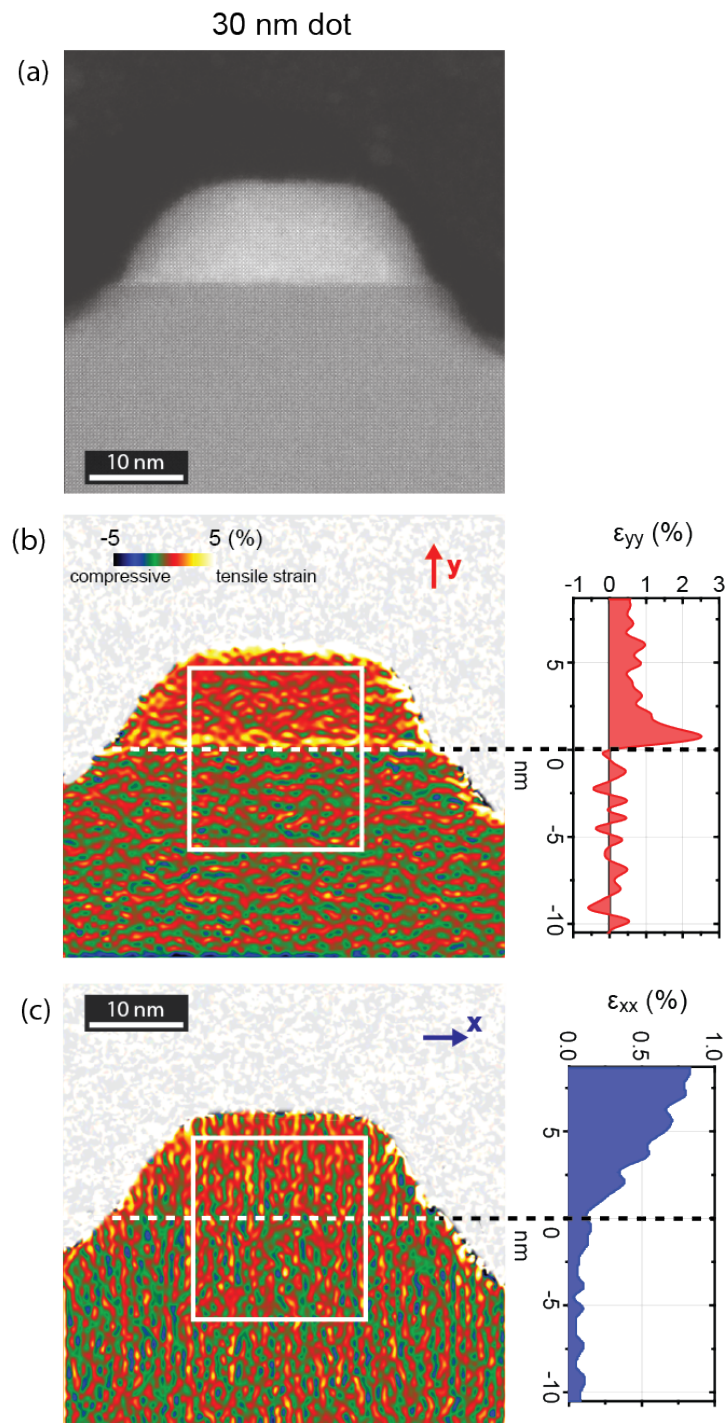 30 nm dot
(a)
10 nm
(b)
-5 5 (%)
compressive tensile strain
y
εyy (%)
-1 0 1 2 3
5
0
nm
-5
-10
(c)
10 nm
x
εxx (%)
0.0 0.5 1.0
5
0
nm
-5
-10